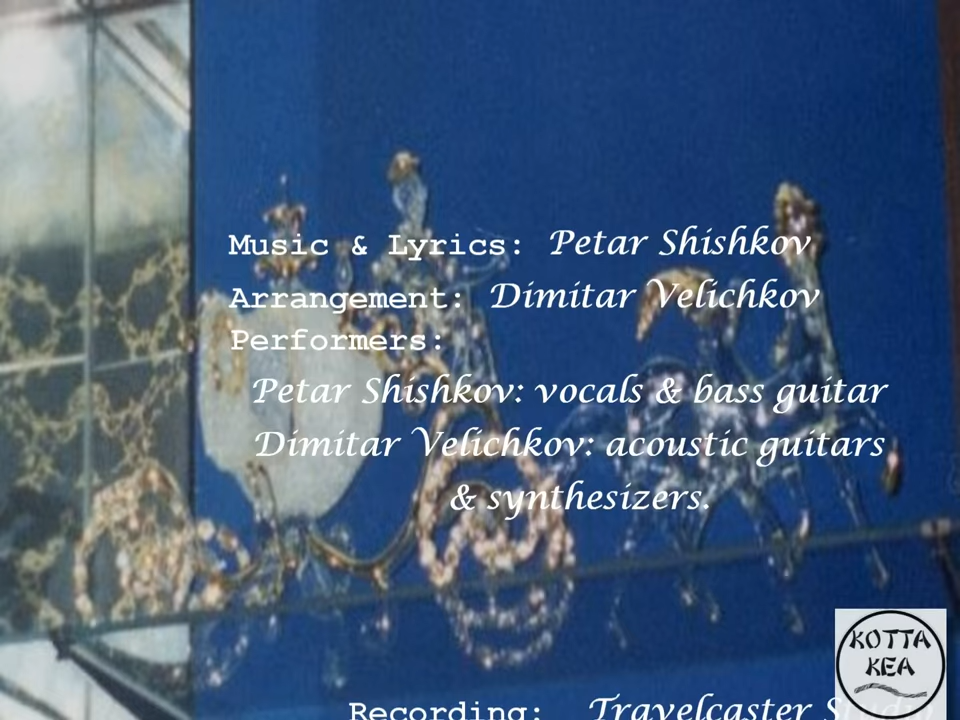 Music & Lyrics: Petar Shishkov
Arrangement: Dimitar Velichkov
Performers:
Petar Shishkov: vocals & bass guitar
Dimitar Velichkov: acoustic guitars
& synthesizers.
KOTTA
KEA
Recording: Travelcaster Studio